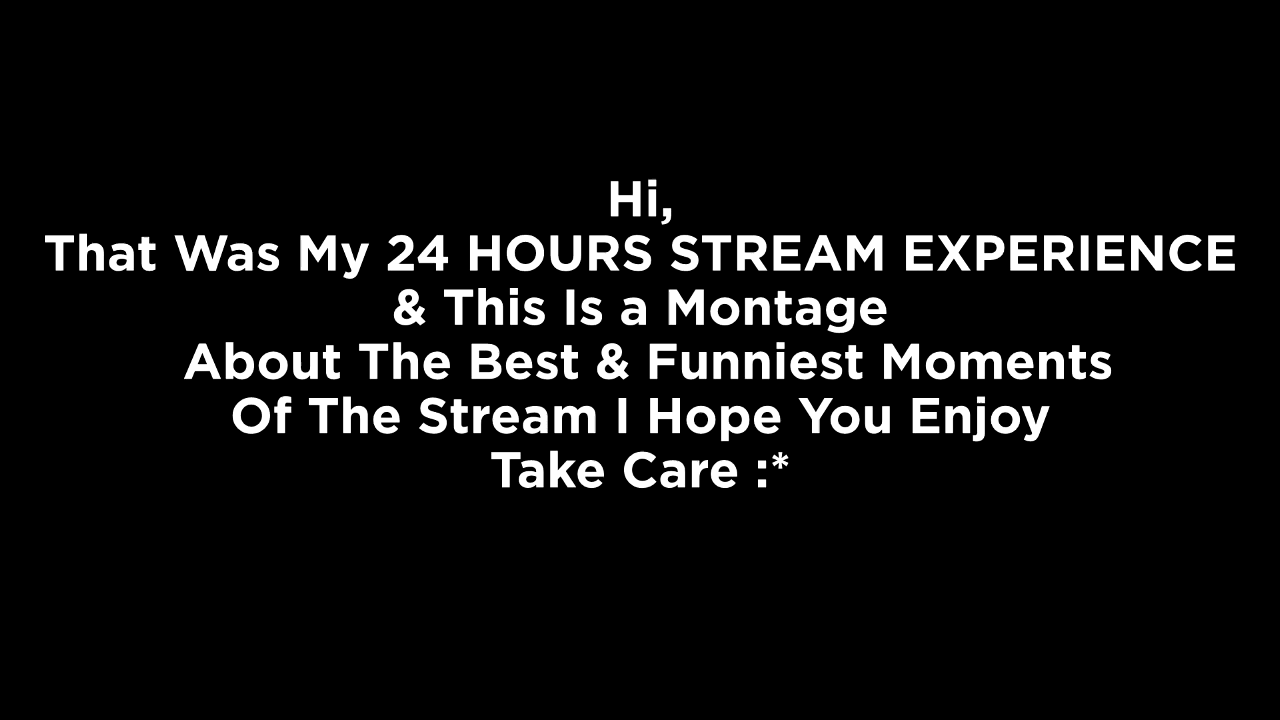 Hi,
That Was My 24 HOURS STREAM EXPERIENCE
& This Is a Montage
About The Best & Funniest Moments
Of The Stream I Hope You Enjoy
Take Care :*